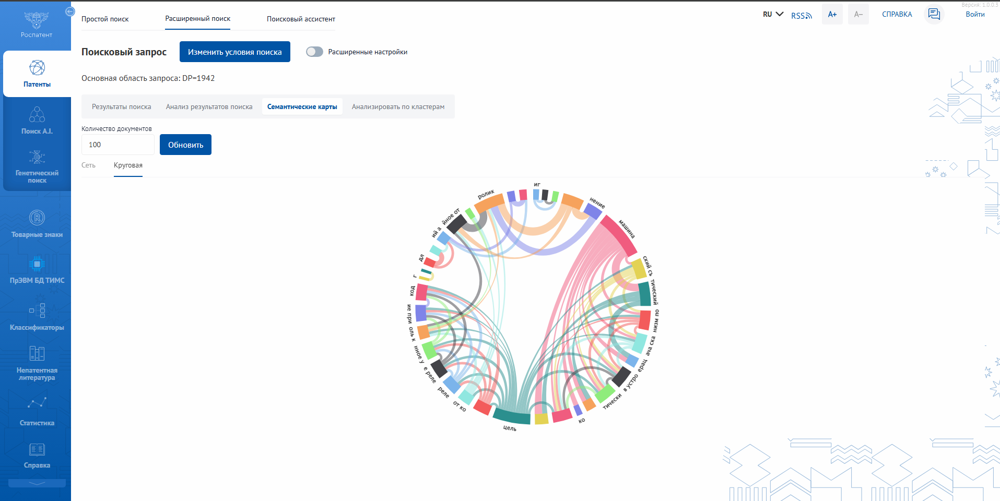 Версия: 1.0.0.3
Роспатент
Простой поиск
Расширенный поиск
Поисковый ассистент
RU
RSS
A+
A−
СПРАВКА
Войти
Поисковый запрос
Изменить условия поиска
Расширенные настройки
Основная область запроса: DP=1942
Результаты поиска
Анализ результатов поиска
Семантические карты
Анализировать по кластерам
Количество документов
100
Обновить
Сеть
Круговая
Патенты
Поиск A.I.
Генетический
поиск
Товарные знаки
ПрЭВМ БД ТИМС
Классификаторы
Непатентная
литература
Статистика
Справка
иг
нение
машина
ский съ
тический
низм по
ача ска
ерац
в устро
тически
ко
цель
от ко
реле
е реле
нное у
оль к
ие при
код
г
дл
ий а
йное от
ролик